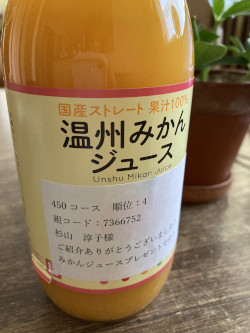 国産ストレート 果汁100%
温州みかん
ジュース
Unshu Mikan Juice
450コース 順位：4
組コード：7366752
杉山 淳子様
ご紹介ありがとうございました
みかんジュースプレゼントで